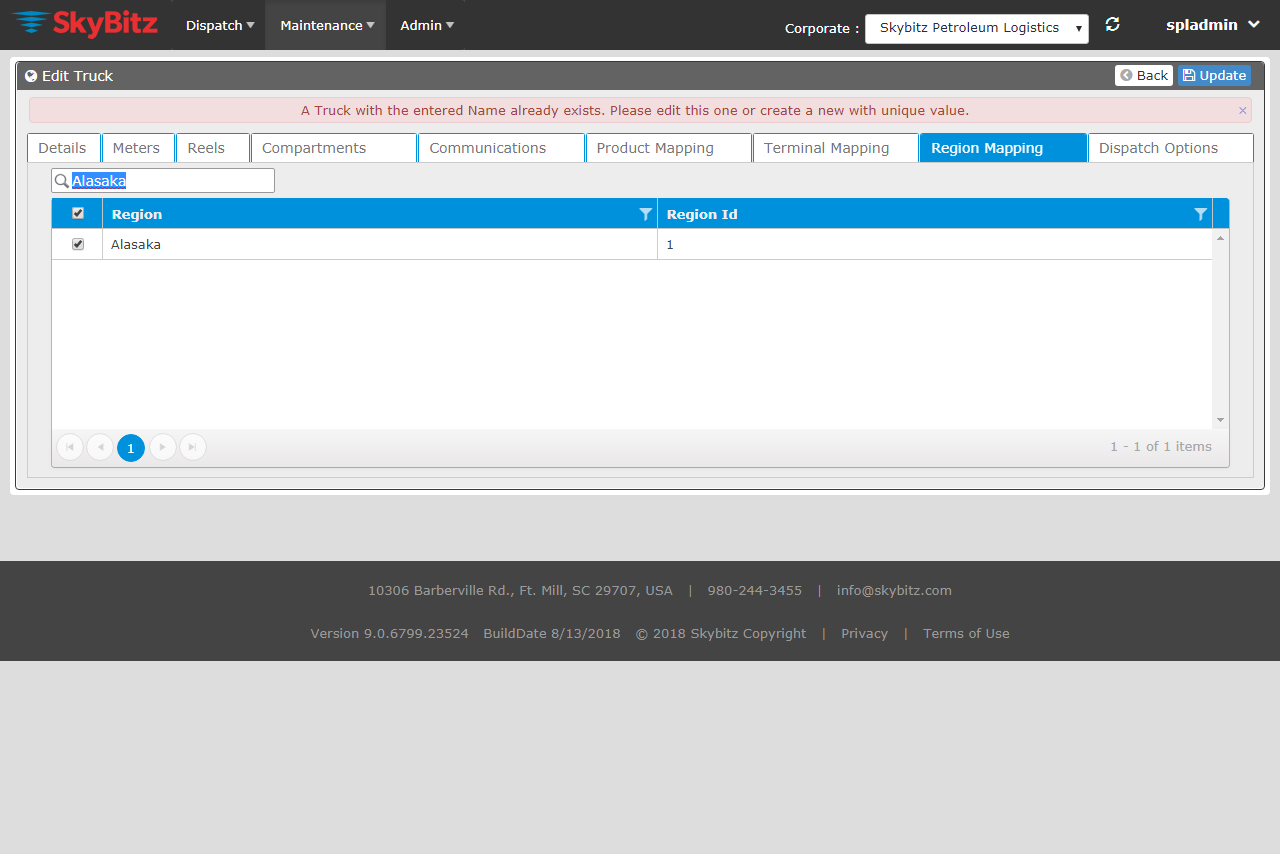 SkyBitz Dispatch Maintenance Admin Corporate : Skybitz Petroleum Logistics spladmin
Edit Truck Back Update
A Truck with the entered Name already exists. Please edit this one or create a new with unique value. ×
Details Meters Reels Compartments Communications Product Mapping Terminal Mapping Region Mapping Dispatch Options
Alasaka
Region Region Id
Alasaka 1
1 1 - 1 of 1 items
10306 Barberville Rd., Ft. Mill, SC 29707, USA | 980-244-3455 | info@skybitz.com
Version 9.0.6799.23524 BuildDate 8/13/2018 © 2018 Skybitz Copyright | Privacy | Terms of Use